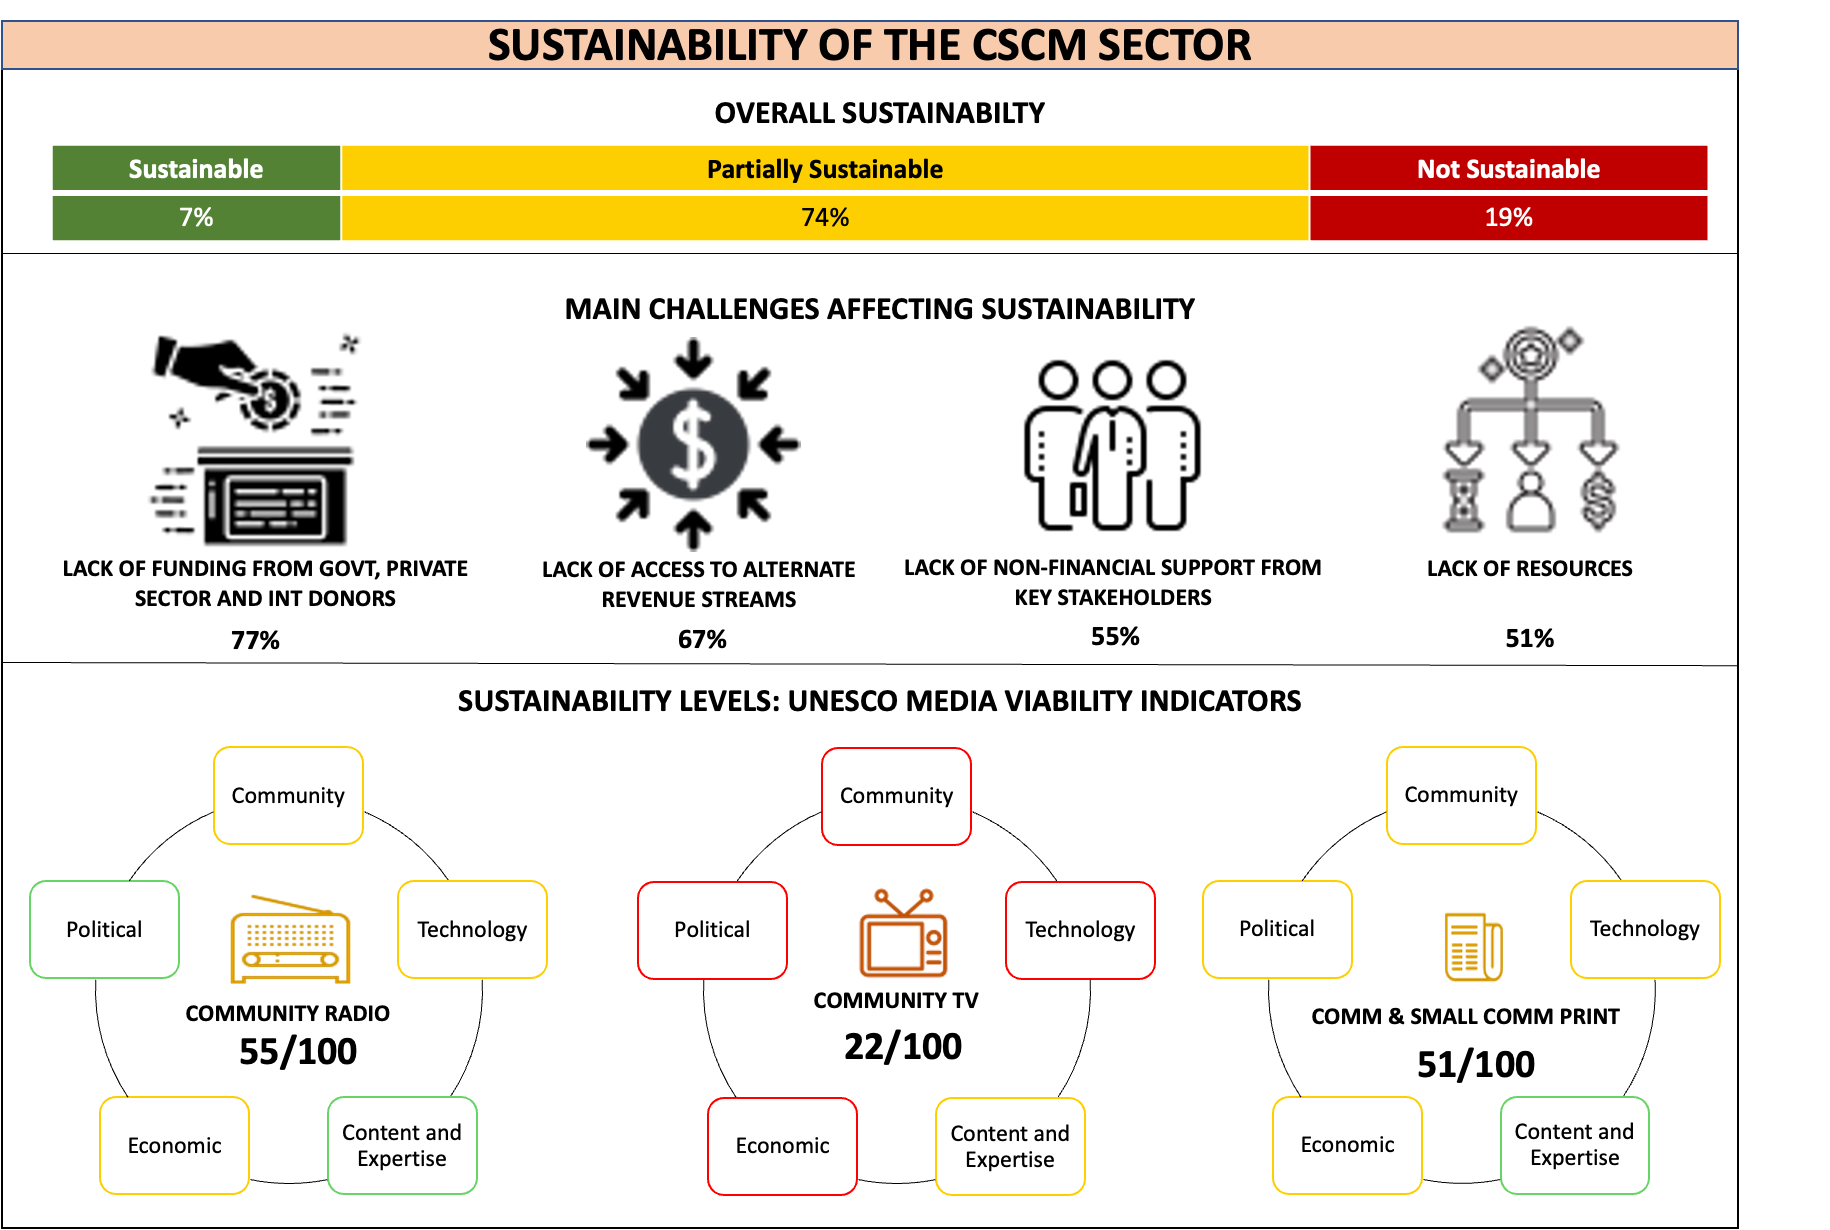 SUSTAINABILITY OF THE CSCM SECTOR
OVERALL SUSTAINABILTY
Sustainable
Partially Sustainable
Not Sustainable
7%
74%
19%
MAIN CHALLENGES AFFECTING SUSTAINABILITY
LACK OF FUNDING FROM GOVT, PRIVATE
SECTOR AND INT DONORS
77%
LACK OF ACCESS TO ALTERNATE
REVENUE STREAMS
67%
LACK OF NON-FINANCIAL SUPPORT FROM
KEY STAKEHOLDERS
55%
LACK OF RESOURCES
51%
SUSTAINABILITY LEVELS: UNESCO MEDIA VIABILITY INDICATORS
Community
Political
Technology
COMMUNITY RADIO
55/100
Economic
Content and
Expertise
Community
Political
Technology
COMMUNITY TV
22/100
Economic
Content and
Expertise
Community
Political
Technology
COMM & SMALL COMM PRINT
51/100
Economic
Content and
Expertise